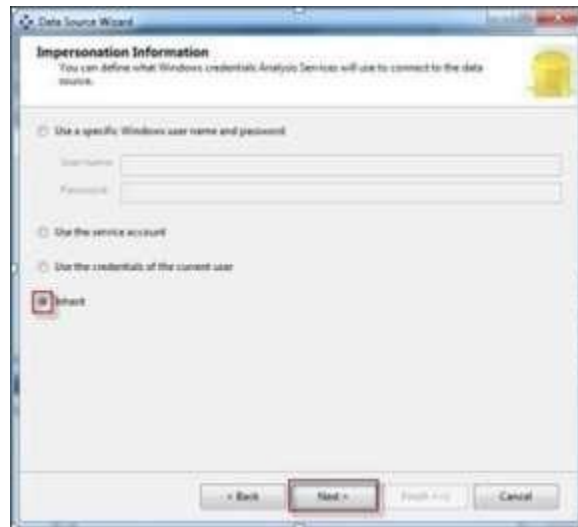 Data Source Wizard
Impersonation Information
You can define what Windows credentials Analysis Services will use to connect to the data
source.
Use a specific Windows user name and password
User name:
Password:
Use the service account
Use the credentials of the current user
Inherit
< Back
Next >
Finish >>|
Cancel